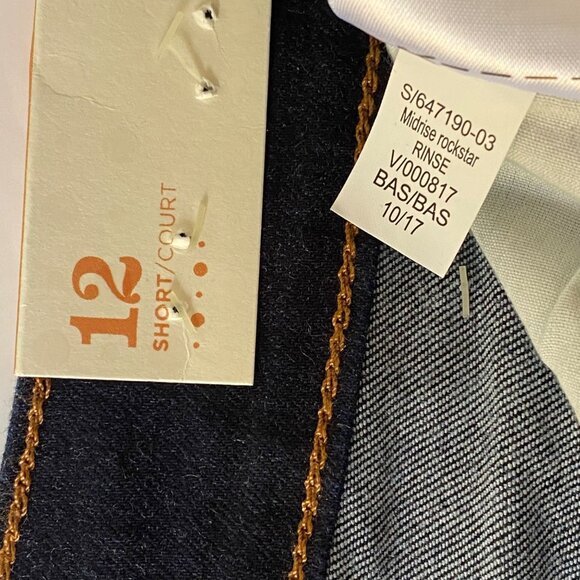 12
SHORT/COURT
S/647190-03
Midrise rockstar
RINSE
V/000817
BAS/BAS
10/17